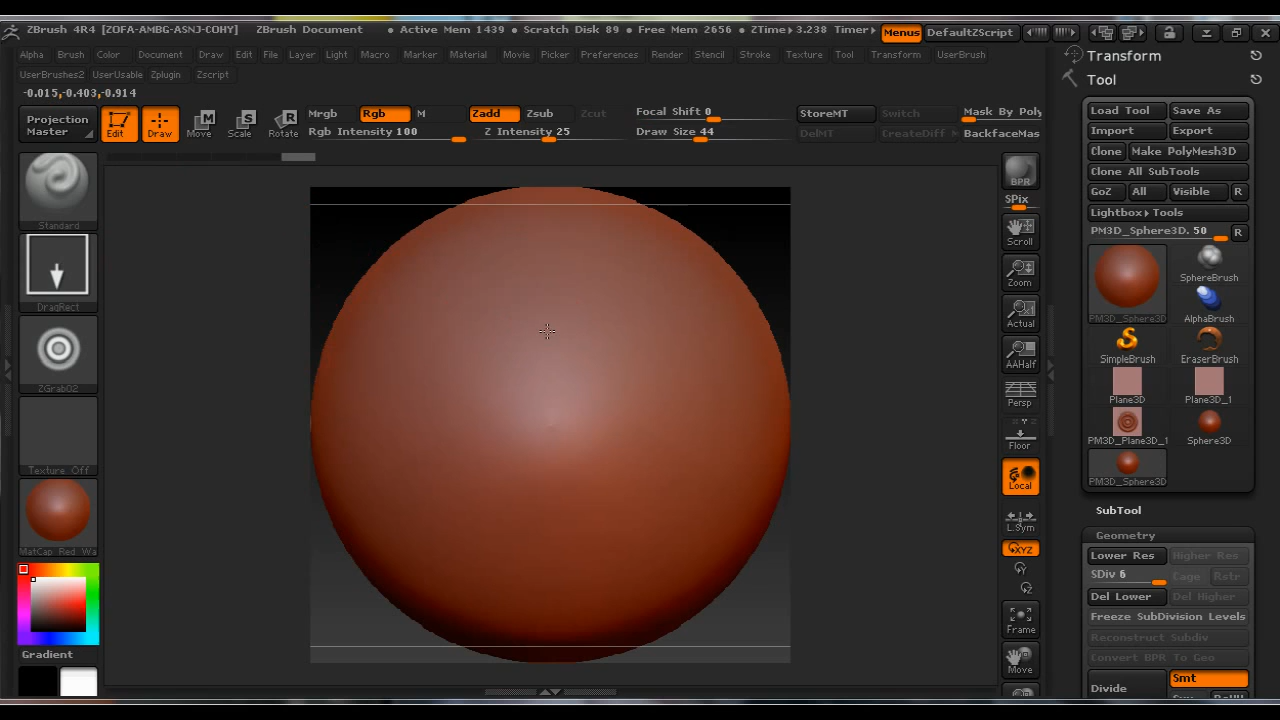 ZBrush 4R4 [ZOFA-AMBG-ASNJ-COHY] ZBrush Document • Active Mem 1439 • Scratch Disk 89 • Free Mem 2656 • ZTime▸3.238 Timer▸ Menus DefaultZScript
Alpha Brush Color Document Draw Edit File Layer Light Macro Marker Material Movie Picker Preferences Render Stencil Stroke Texture Tool Transform UserBrush
UserBrushes2 UserUsable Zplugin Zscript
-0.015,-0.403,-0.914
Projection Master
Edit
Draw
Move
Scale
Rotate
Mrgb Rgb M
Rgb Intensity 100
Zadd Zsub Zcut
Z Intensity 25
Focal Shift 0
Draw Size 44
StoreMT Switch Mask By Poly
DelMT CreateDiff BackfaceMas
Standard
DragRect
ZGrab02
Texture Off
MatCap Red Wa
Gradient
BPR
SPix
Scroll
Zoom
Actual
AAHalf
Persp
Floor
Local
L.Sym
XYZ
Frame
Move
Transform
Tool
Load Tool Save As
Import Export
Clone Make PolyMesh3D
Clone All SubTools
GoZ All Visible R
Lightbox▸Tools
PM3D_Sphere3D. 50 R
PM3D_Sphere3D
SphereBrush
AlphaBrush
SimpleBrush EraserBrush
Plane3D Plane3D_1
PM3D_Plane3D_1 Sphere3D
PM3D_Sphere3D
SubTool
Geometry
Lower Res Higher Res
SDiv 6 Cage Rstr
Del Lower Del Higher
Freeze SubDivision Levels
Reconstruct Subdiv
Convert BPR To Geo
Divide
Smt